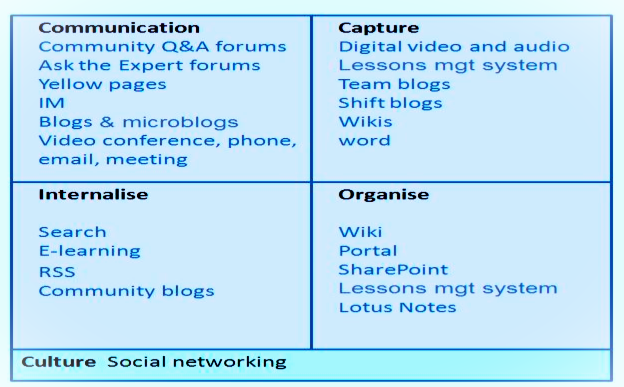 Communication
Community Q&A forums
Ask the Expert forums
Yellow pages
IM
Blogs & microblogs
Video conference, phone,
email, meeting
Capture
Digital video and audio
Lessons mgt system
Team blogs
Shift blogs
Wikis
word
Internalise
Search
E-learning
RSS
Community blogs
Organise
Wiki
Portal
SharePoint
Lessons mgt system
Lotus Notes
Culture Social networking